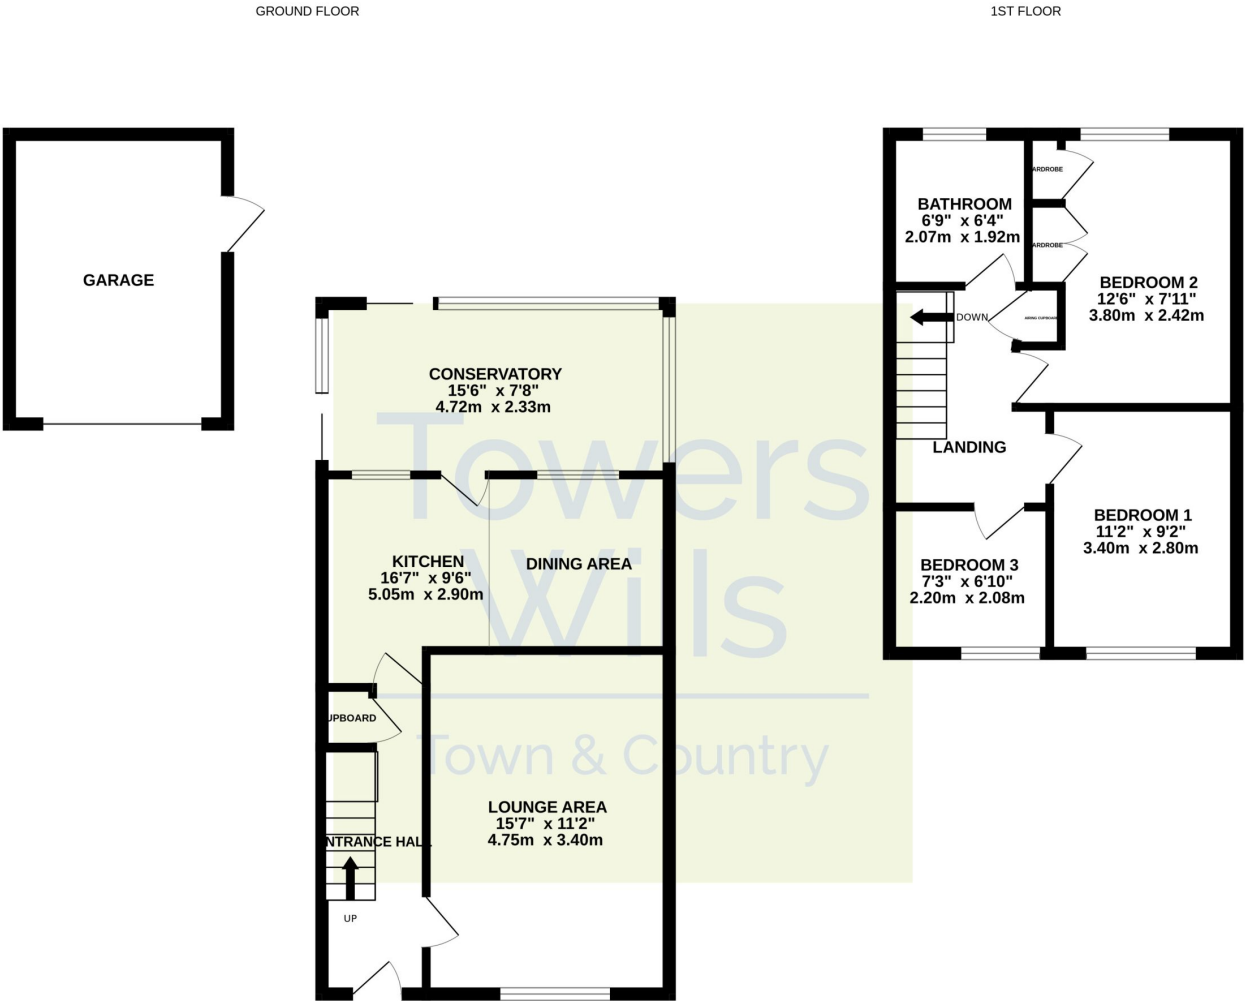 GROUND FLOOR
1ST FLOOR
GARAGE
CONSERVATORY
15'6" x 7'8"
4.72m x 2.33m
KITCHEN
16'7" x 9'6"
5.05m x 2.90m
DINING AREA
UPBOARD
LOUNGE AREA
15'7" x 11'2"
4.75m x 3.40m
NTRANCE HALL
UP
BATHROOM
6'9" x 6'4"
2.07m x 1.92m
ARDROBE
ARDROBE
BEDROOM 2
12'6" x 7'11"
3.80m x 2.42m
DOWN
LANDING
BEDROOM 1
11'2" x 9'2"
3.40m x 2.80m
BEDROOM 3
7'3" x 6'10"
2.20m x 2.08m
Towers
Wills
Town & Country